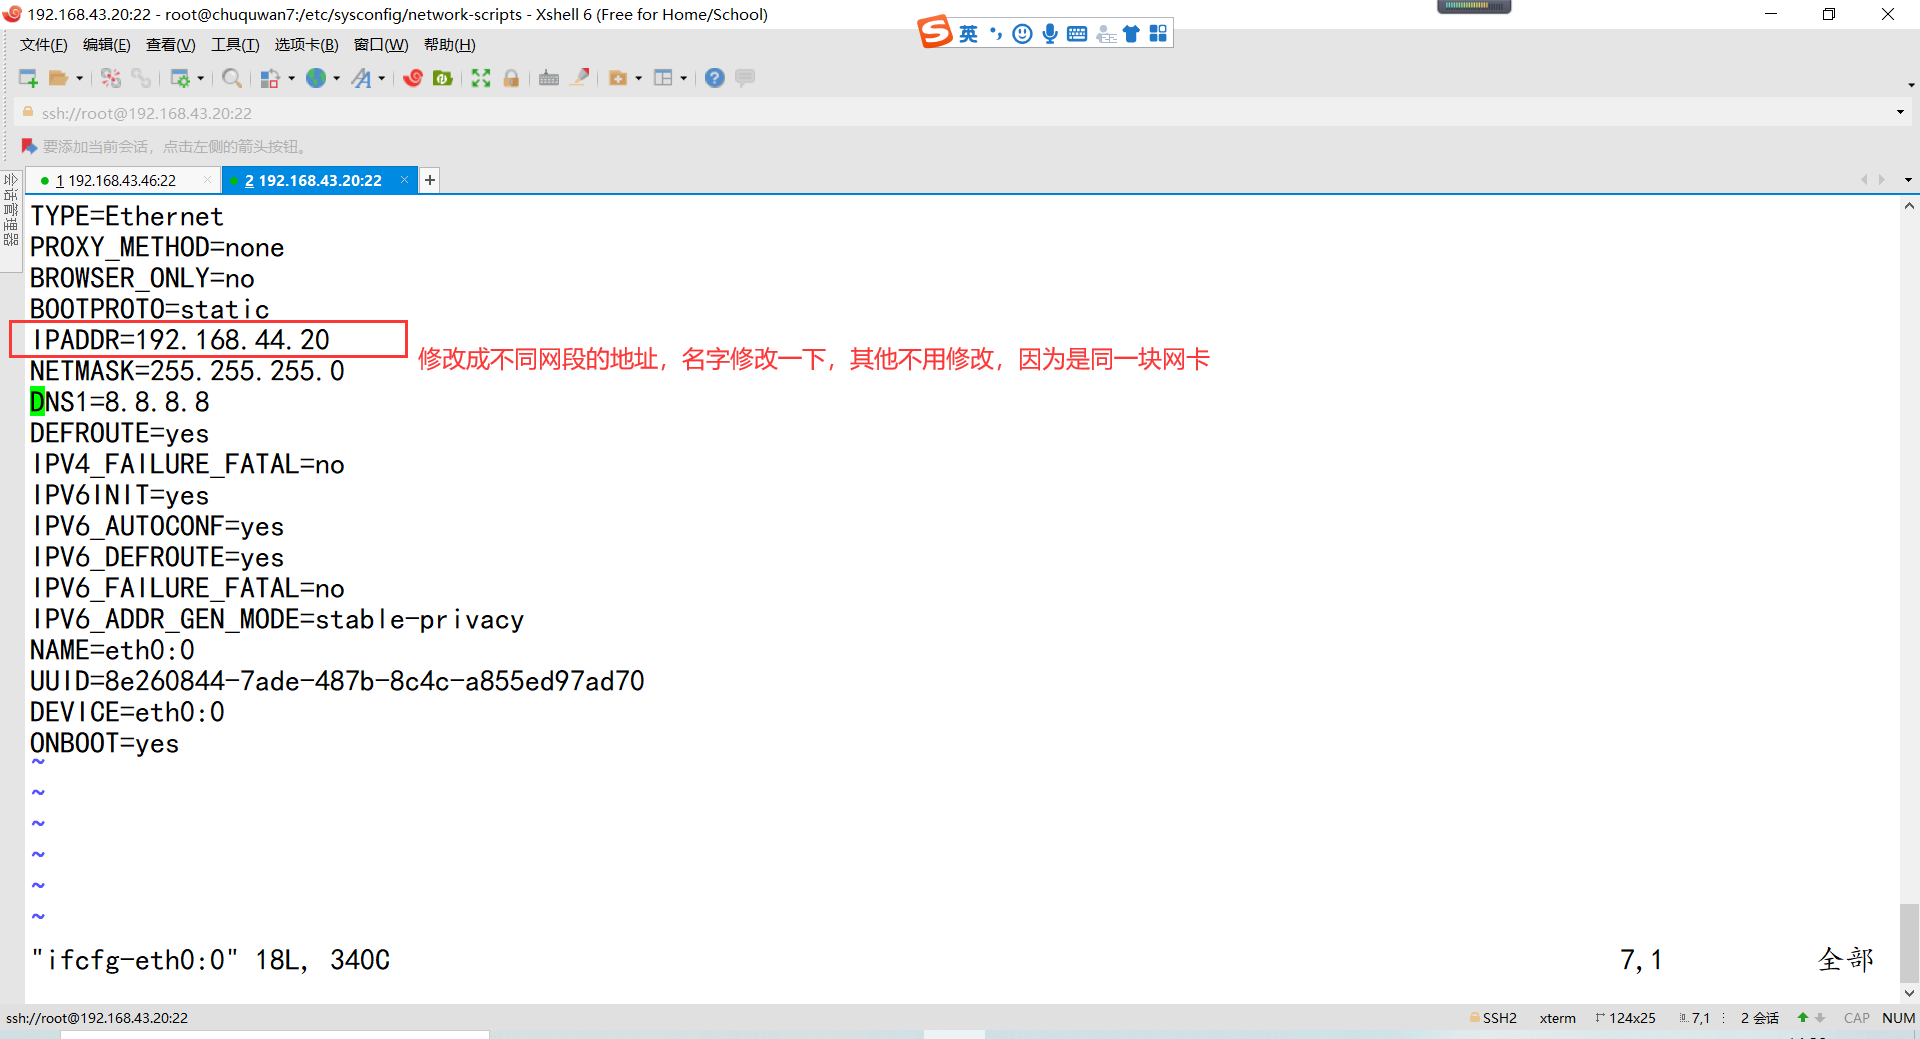 192.168.43.20:22 - root@chuquwan7:/etc/sysconfig/network-scripts - Xshell 6 (Free for Home/School)
英
文件(F) 编辑(E) 查看(V) 工具(T) 选项卡(B) 窗口(W) 帮助(H)
ssh://root@192.168.43.20:22
要添加当前会话，点击左侧的箭头按钮。
会话管理器
1 192.168.43.46:22 × 2 192.168.43.20:22 × +
TYPE=Ethernet
PROXY_METHOD=none
BROWSER_ONLY=no
BOOTPROTO=static
IPADDR=192.168.44.20
修改成不同网段的地址，名字修改一下，其他不用修改，因为是同一块网卡
NETMASK=255.255.255.0
DNS1=8.8.8.8
DEFROUTE=yes
IPV4_FAILURE_FATAL=no
IPV6INIT=yes
IPV6_AUTOCONF=yes
IPV6_DEFROUTE=yes
IPV6_FAILURE_FATAL=no
IPV6_ADDR_GEN_MODE=stable-privacy
NAME=eth0:0
UUID=8e260844-7ade-487b-8c4c-a855ed97ad70
DEVICE=eth0:0
ONBOOT=yes
~
~
~
~
~
~
"ifcfg-eth0:0" 18L, 340C 7,1 全部
ssh://root@192.168.43.20:22 SSH2 xterm 124x25 7,1 2 会话 CAP NUM